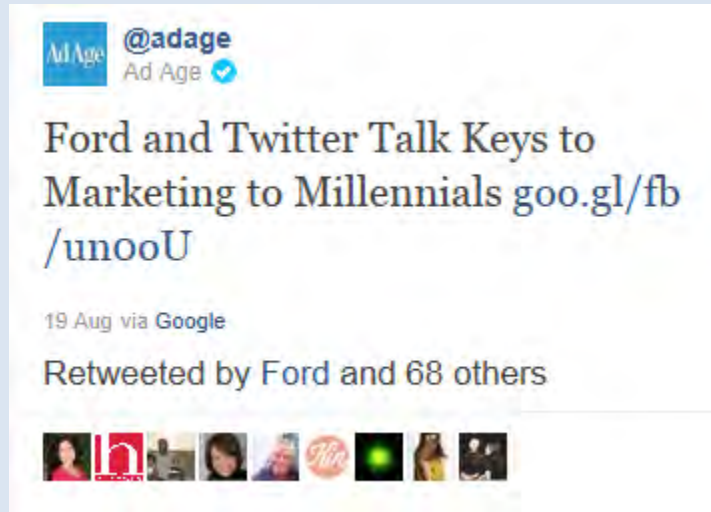 AdAge
@adage
Ad Age
Ford and Twitter Talk Keys to
Marketing to Millennials goo.gl/fb
/unooU
19 Aug via Google
Retweeted by Ford and 68 others
h
Kin